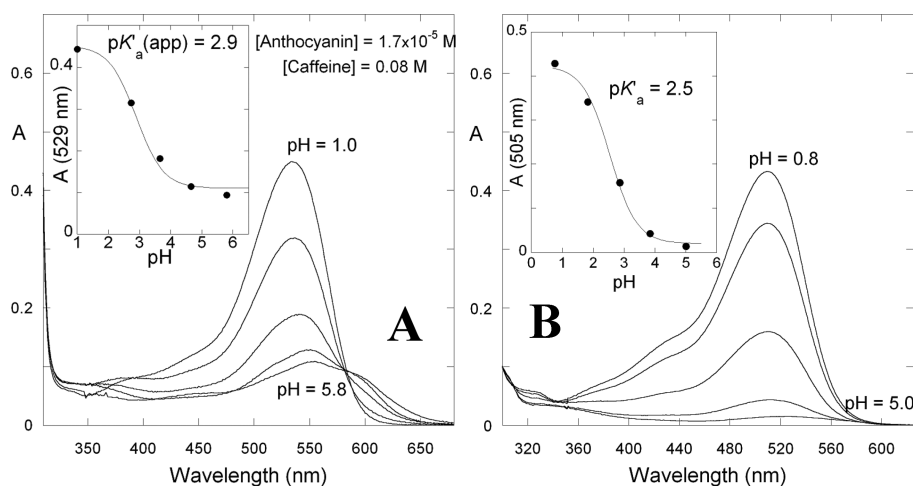 0.6
A
0.4
0.2
0
350 400 450 500 550 600 650
Wavelength (nm)
A (529 nm)
0.4
0.2
0
1 2 3 4 5 6
pH
pK'a(app) = 2.9
[Anthocyanin] = 1.7x10-5 M
[Caffeine] = 0.08 M
pH = 1.0
pH = 5.8
A
0.6
A
0.4
0.2
0
320 360 400 440 480 520 560 600
Wavelength (nm)
A (505 nm)
0.5
0
0 1 2 3 4 5 6
pH
pK'a = 2.5
pH = 0.8
pH = 5.0
B